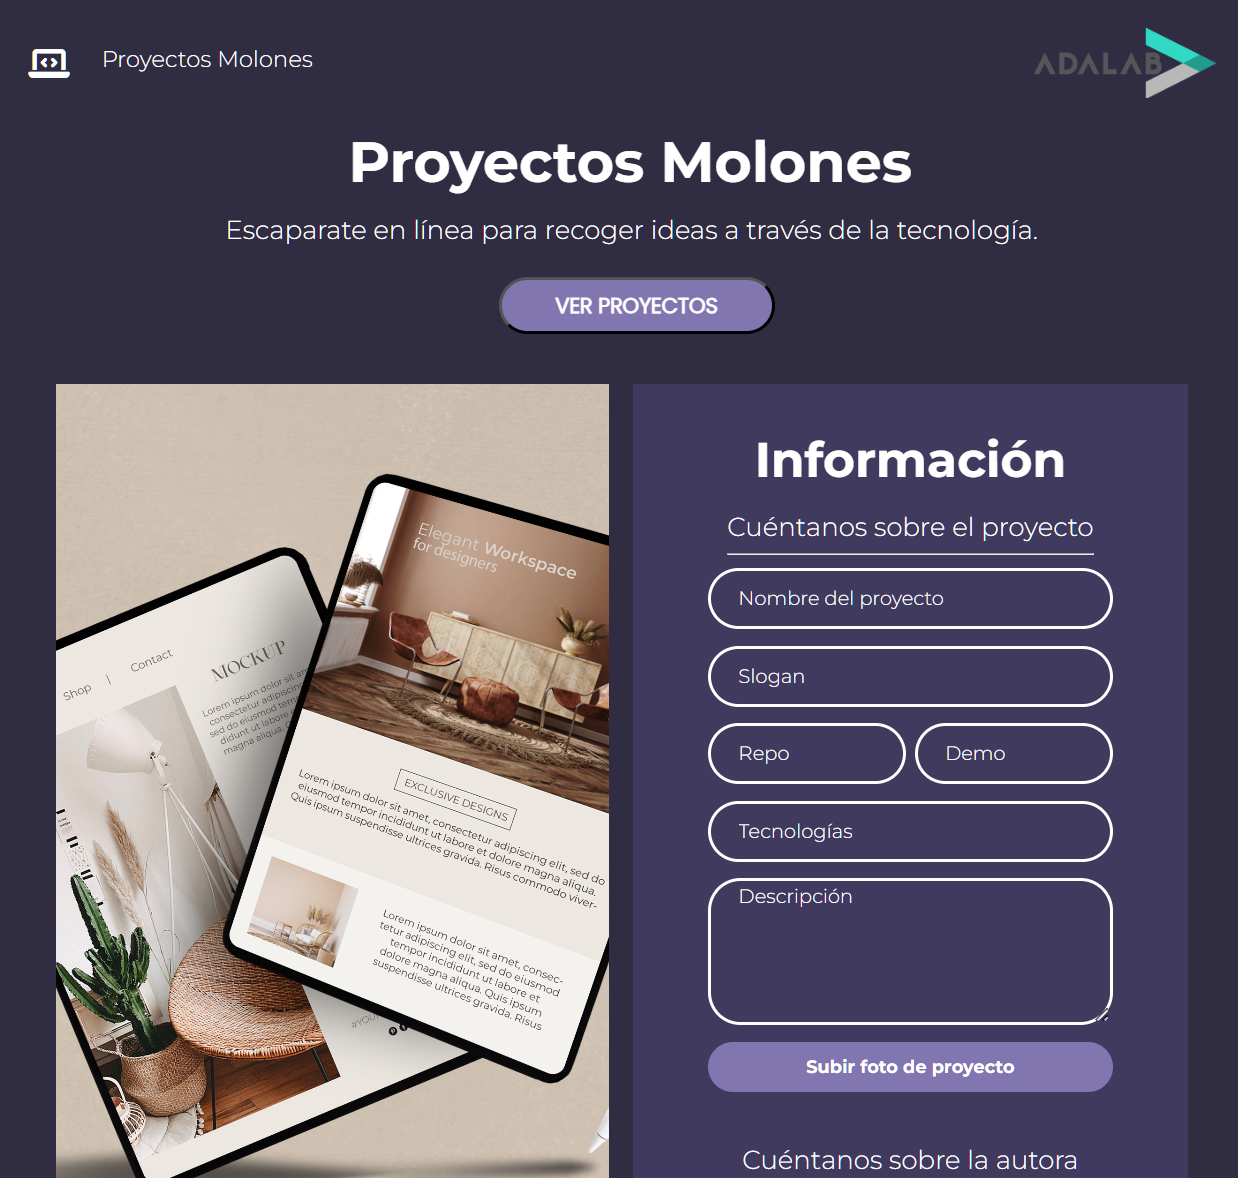 Proyectos Molones
ADALAB
Proyectos Molones
Escaparate en línea para recoger ideas a través de la tecnología.
VER PROYECTOS
Elegant Workspace
for designers
Shop | Contact
MOCKUP
Lorem ipsum dolor sit am
consectetur adipiscing
sed do eiusmod tem
didunt ut labore
magna aliqua.
EXCLUSIVE DESIGNS
Lorem ipsum dolor sit amet, consectetur adipiscing elit, sed do
eiusmod tempor incididunt ut labore et dolore magna aliqua.
Quis ipsum suspendisse ultrices gravida. Risus commodo viver-
Lorem ipsum dolor sit amet, consec-
tetur adipiscing elit, sed do eiusmod
tempor incididunt ut labore et
dolore magna aliqua. Quis ipsum
suspendisse ultrices gravida. Risus
Información
Cuéntanos sobre el proyecto
Nombre del proyecto
Slogan
Repo
Demo
Tecnologías
Descripción
Subir foto de proyecto
Cuéntanos sobre la autora